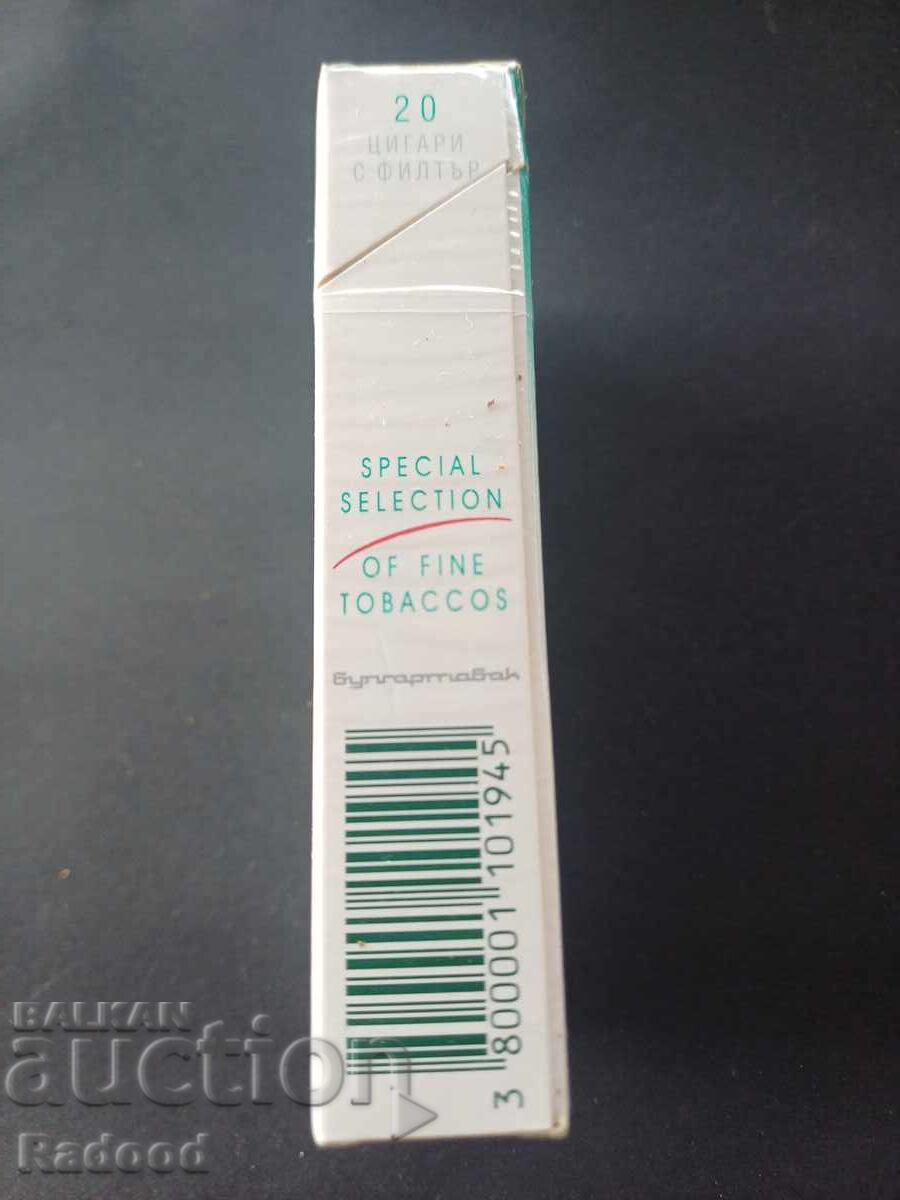 20
ЦИГАРИ
С ФИЛТЪР
SPECIAL
SELECTION
OF FINE
TOBACCOS
Булгартабак
3 800001 101945
BALKAN
auction
Radood